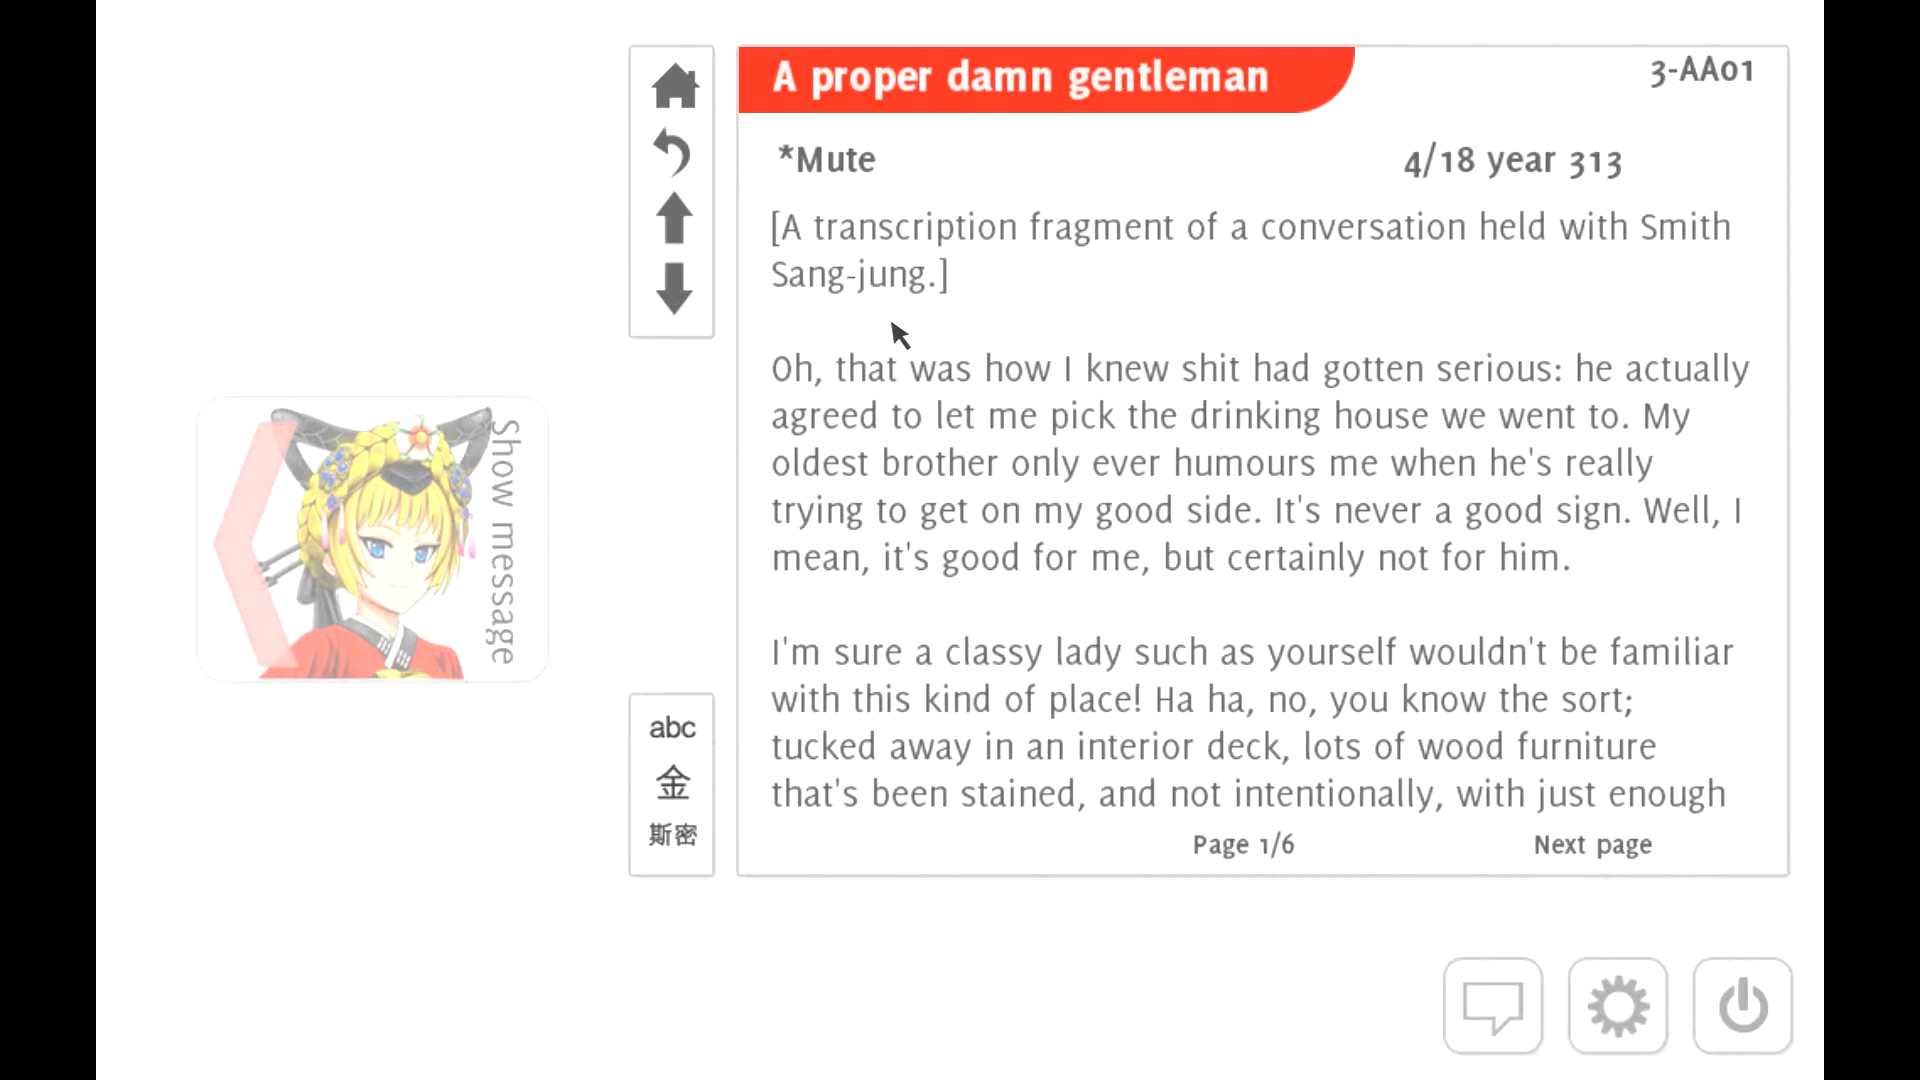 A proper damn gentleman
3-AA01
*Mute
4/18 year 313
[A transcription fragment of a conversation held with Smith
Sang-jung.]
Oh, that was how I knew shit had gotten serious: he actually
agreed to let me pick the drinking house we went to. My
oldest brother only ever humours me when he's really
trying to get on my good side. It's never a good sign. Well, I
mean, it's good for me, but certainly not for him.
I'm sure a classy lady such as yourself wouldn't be familiar
with this kind of place! Ha ha, no, you know the sort;
tucked away in an interior deck, lots of wood furniture
that's been stained, and not intentionally, with just enough
Page 1/6
Next page
Show message
abc
金
斯密